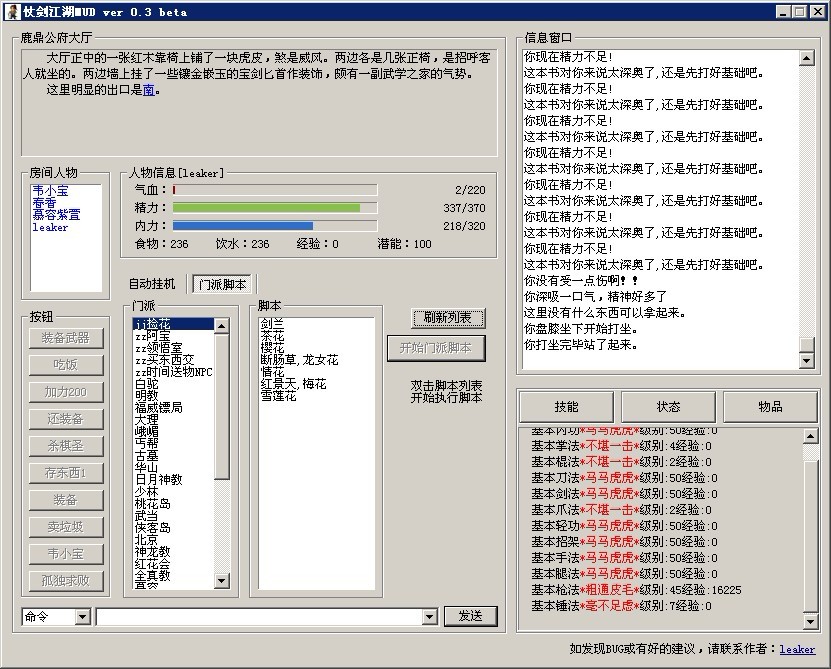 仗剑江湖MUD ver 0.3 beta
鹿鼎公府大厅
大厅正中的一张红木靠椅上铺了一块虎皮，煞是威风。两边各是几张正椅，是招呼客
人就坐的。两边墙上挂了一些镶金嵌玉的宝剑匕首作装饰，颇有一副武学之家的气势。
这里明显的出口是南。
房间人物
韦小宝
春香
慕容紫萱
leaker
人物信息[leaker]
气血： 2/220
精力： 337/370
内力： 218/320
食物：236 饮水：236 经验：0 潜能：100
自动挂机 门派脚本
按钮
装备武器
吃饭
加力200
还装备
杀棋圣
存东西1
装备
卖垃圾
韦小宝
孤独求败
门派
jj捡花
zz阿宝
zz领悟室
zz买东西交
zz时间送物NPC
白驼
明教
福威镖局
大理
峨嵋
丐帮
古墓
华山
日月神教
少林
桃花岛
武当
侠客岛
北京
神龙教
红花会
全真教
脚本
剑兰
茶花
樱花
断肠草,龙女花
情花
红景天,梅花
雪莲花
刷新列表
开始门派脚本
双击脚本列表
开始执行脚本
命令 发送
信息窗口
你现在精力不足!
这本书对你来说太深奥了,还是先打好基础吧。
你现在精力不足!
这本书对你来说太深奥了,还是先打好基础吧。
你现在精力不足!
这本书对你来说太深奥了,还是先打好基础吧。
你现在精力不足!
这本书对你来说太深奥了,还是先打好基础吧。
你现在精力不足!
这本书对你来说太深奥了,还是先打好基础吧。
你现在精力不足!
这本书对你来说太深奥了,还是先打好基础吧。
你现在精力不足!
这本书对你来说太深奥了,还是先打好基础吧。
你没有受一点伤啊！！
你深吸一口气，精神好多了
这里没有什么东西可以拿起来。
你盘膝坐下开始打坐。
你打坐完毕站了起来。
技能 状态 物品
基本内功*马马虎虎*级别:50经验:0
基本掌法*不堪一击*级别:4经验:0
基本棍法*不堪一击*级别:2经验:0
基本刀法*马马虎虎*级别:50经验:0
基本剑法*马马虎虎*级别:50经验:0
基本爪法*不堪一击*级别:2经验:0
基本轻功*马马虎虎*级别:50经验:0
基本招架*马马虎虎*级别:50经验:0
基本手法*马马虎虎*级别:50经验:0
基本腿法*马马虎虎*级别:50经验:0
基本枪法*粗通皮毛*级别:45经验:16225
基本锤法*毫不足虑*级别:7经验:0
如发现BUG或有好的建议，请联系作者：leaker